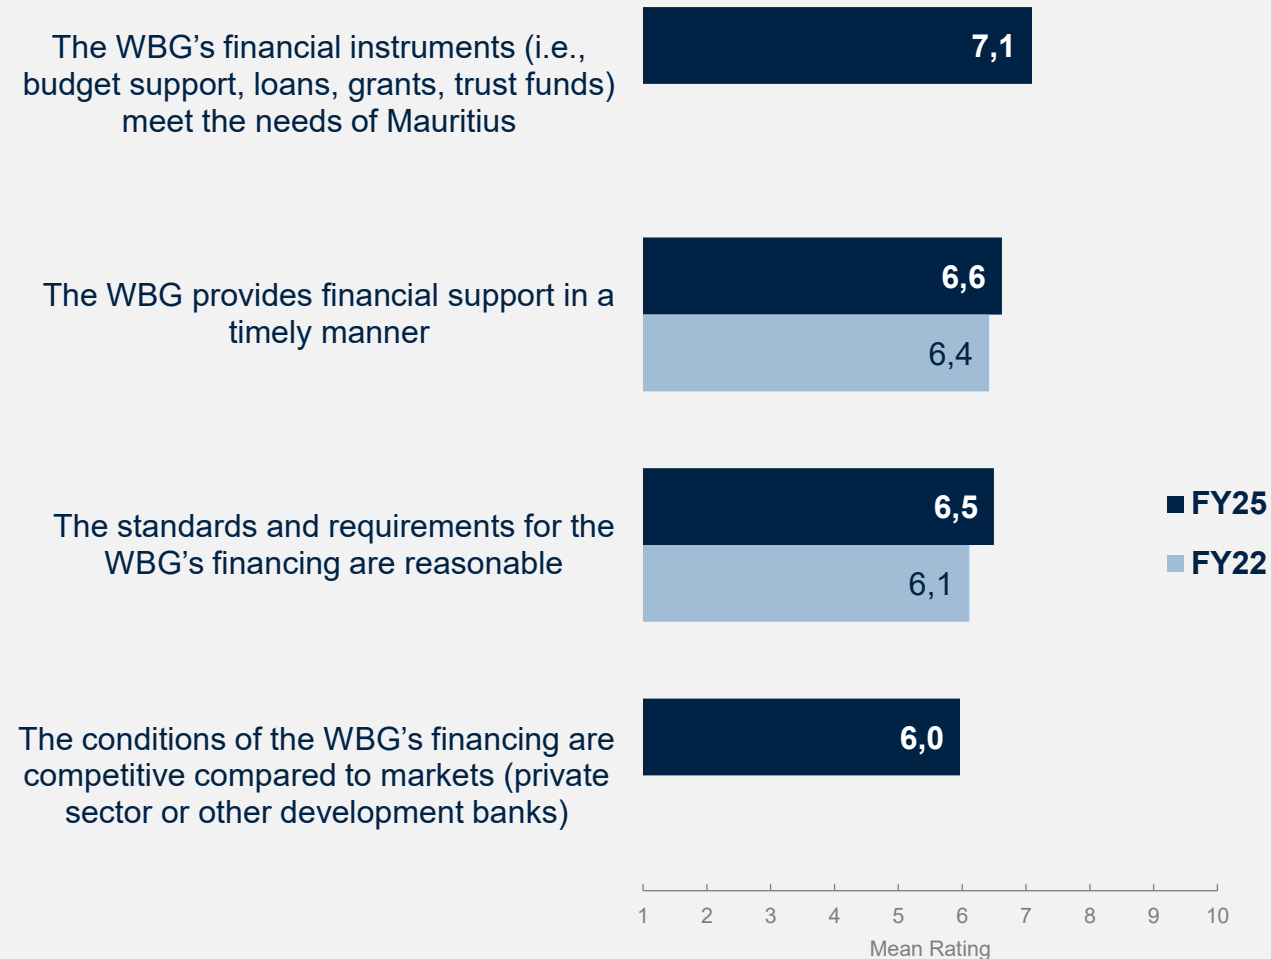 The WBG’s financial instruments (i.e.,
budget support, loans, grants, trust funds)
meet the needs of Mauritius
7,1
The WBG provides financial support in a
timely manner
6,6
6,4
The standards and requirements for the
WBG’s financing are reasonable
6,5
6,1
FY25
FY22
The conditions of the WBG’s financing are
competitive compared to markets (private
sector or other development banks)
6,0
1 2 3 4 5 6 7 8 9 10
Mean Rating